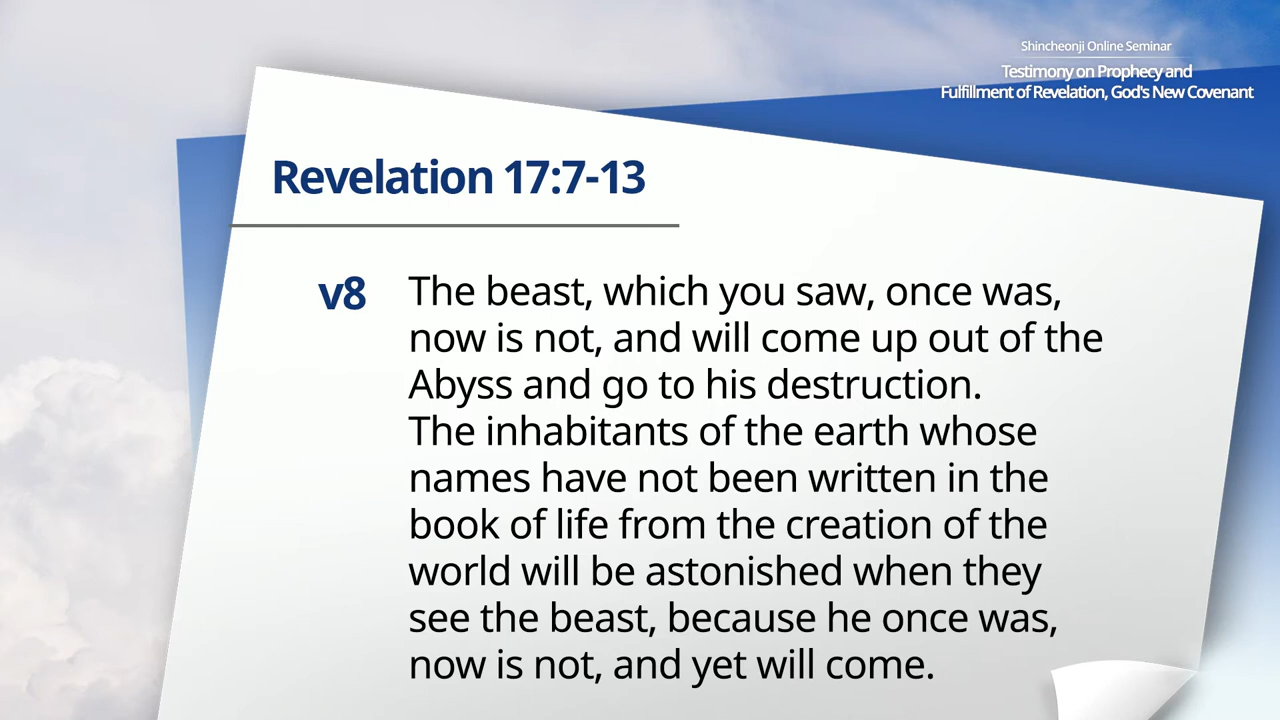 Shincheonji Online Seminar
Testimony on Prophecy and
Fulfillment of Revelation, God's New Covenant
Revelation 17:7-13
v8 The beast, which you saw, once was,
now is not, and will come up out of the
Abyss and go to his destruction.
The inhabitants of the earth whose
names have not been written in the
book of life from the creation of the
world will be astonished when they
see the beast, because he once was,
now is not, and yet will come.